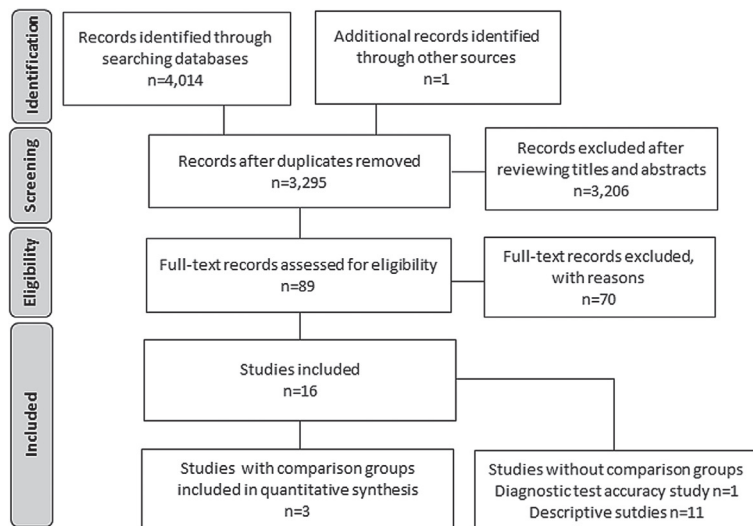 Identification
Records identified through
searching databases
n=4,014
Additional records identified
through other sources
n=1
Screening
Records after duplicates removed
n=3,295
Records excluded after
reviewing titles and abstracts
n=3,206
Eligibility
Full-text records assessed for eligibility
n=89
Full-text records excluded,
with reasons
n=70
Included
Studies included
n=16
Studies with comparison groups
included in quantitative synthesis
n=3
Studies without comparison groups
Diagnostic test accuracy study n=1
Descriptive sutdies n=11